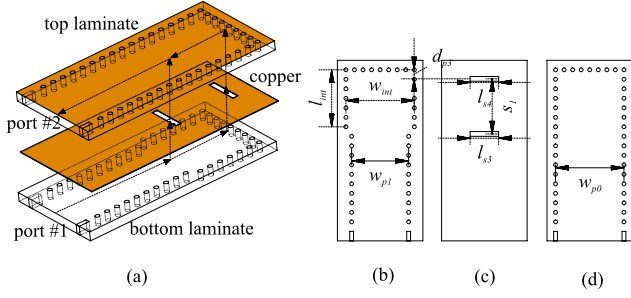 top laminate
copper
port #2
port #1
bottom laminate
(a)
d_p3
l_int
w_int
w_p1
(b)
l_s4
s_1
l_s3
(c)
w_p0
(d)